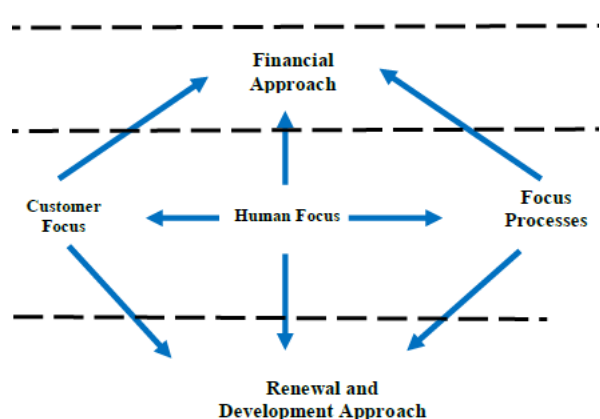 Financial
Approach
Customer
Focus
Human Focus
Focus
Processes
Renewal and
Development Approach